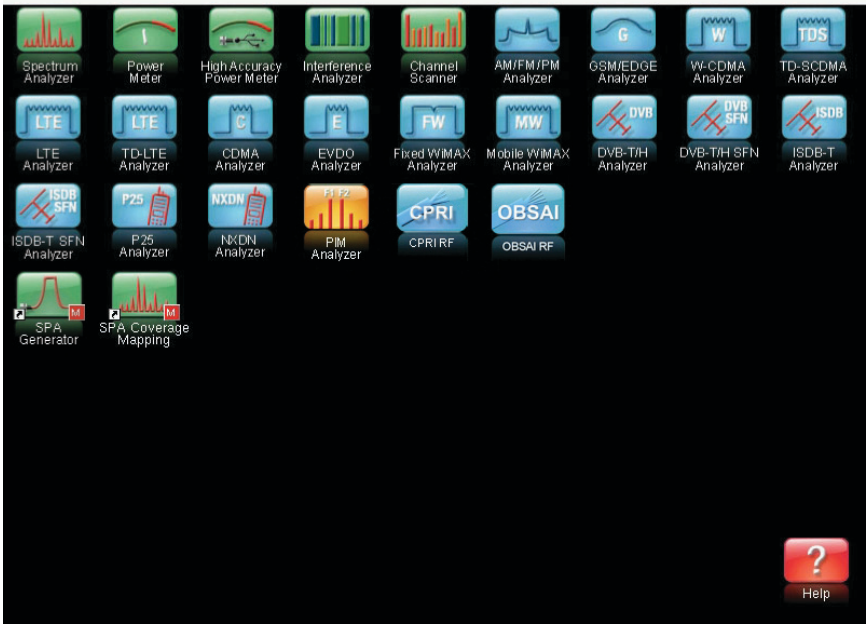 G
W
TDS
Spectrum Analyzer
Power Meter
High Accuracy Power Meter
Interference Analyzer
Channel Scanner
AM/FM/PM Analyzer
GSM/EDGE Analyzer
W-CDMA Analyzer
TD-SCDMA Analyzer
LTE
LTE
C
E
FW
MW
DVB
DVB SFN
ISDB
LTE Analyzer
TD-LTE Analyzer
CDMA Analyzer
EVDO Analyzer
Fixed WiMAX Analyzer
Mobile WiMAX Analyzer
DVB-T/H Analyzer
DVB-T/H SFN Analyzer
ISDB-T Analyzer
ISDB SFN
P25
NXDN
F1 F2
CPRI
OBSAI
ISDB-T SFN Analyzer
P25 Analyzer
NXDN Analyzer
PIM Analyzer
CPRI RF
OBSAI RF
M
M
SPA Generator
SPA Coverage Mapping
?
Help